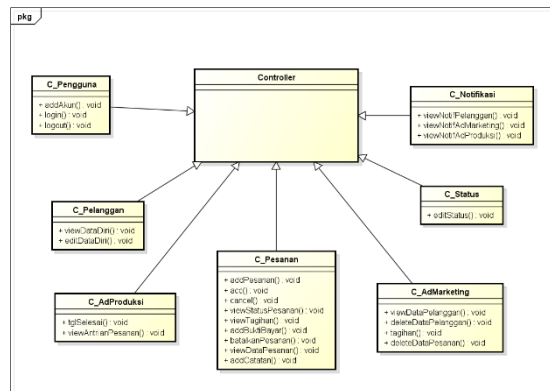 pkg
Controller
C_Pengguna
+ addAkun() : void
+ login() : void
+ logout() : void
C_Notifikasi
+ viewNotifPelanggan() : void
+ viewNotifAdMarketing() : void
+ viewNotifAdProduksi() : void
C_Status
+ editStatus() : void
C_Pelanggan
+ viewDataDiri() : void
+ editDataDiri() : void
C_Pesanan
+ addPesanan() : void
+ acc() : void
+ cancel() : void
+ viewStatusPesanan() : void
+ viewTagihan() : void
+ addBuktiBayar() : void
+ batalkanPesanan() : void
+ viewDataPesanan() : void
+ addCatatan() : void
C_AdProduksi
+ tglSelesai() : void
+ viewAntrianPesanan() : void
C_AdMarketing
+ viewDataPelanggan() : void
+ deleteDataPelanggan() : void
+ tagihan() : void
+ deleteDataPesanan() : void